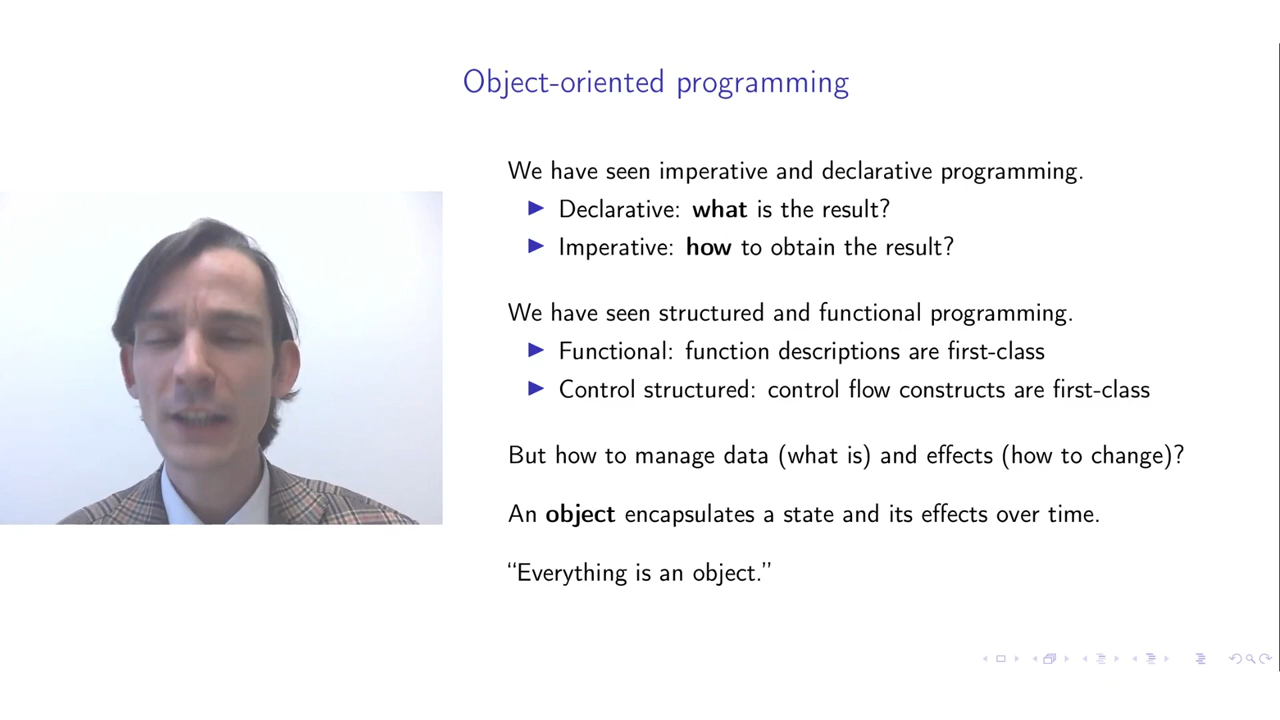 Object-oriented programming
We have seen imperative and declarative programming.
▶ Declarative: what is the result?
▶ Imperative: how to obtain the result?
We have seen structured and functional programming.
▶ Functional: function descriptions are first-class
▶ Control structured: control flow constructs are first-class
But how to manage data (what is) and effects (how to change)?
An object encapsulates a state and its effects over time.
“Everything is an object.”